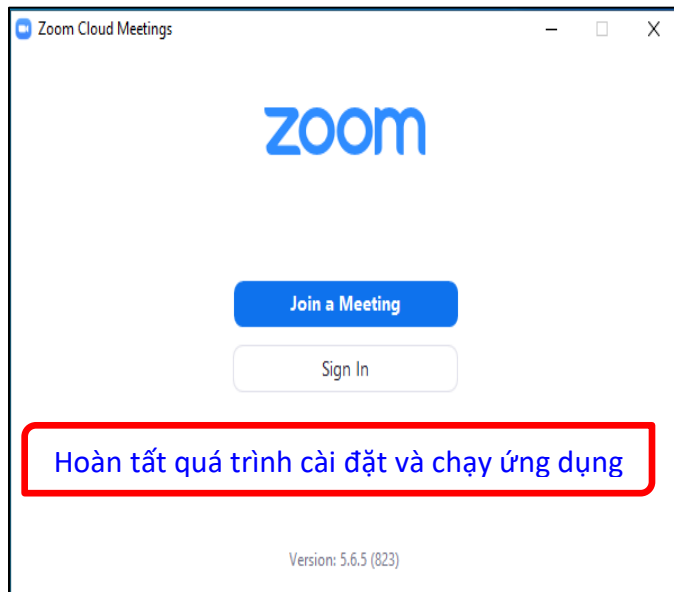 Zoom Cloud Meetings
zoom
Join a Meeting
Sign In
Hoàn tất quá trình cài đặt và chạy ứng dụng
Version: 5.6.5 (823)